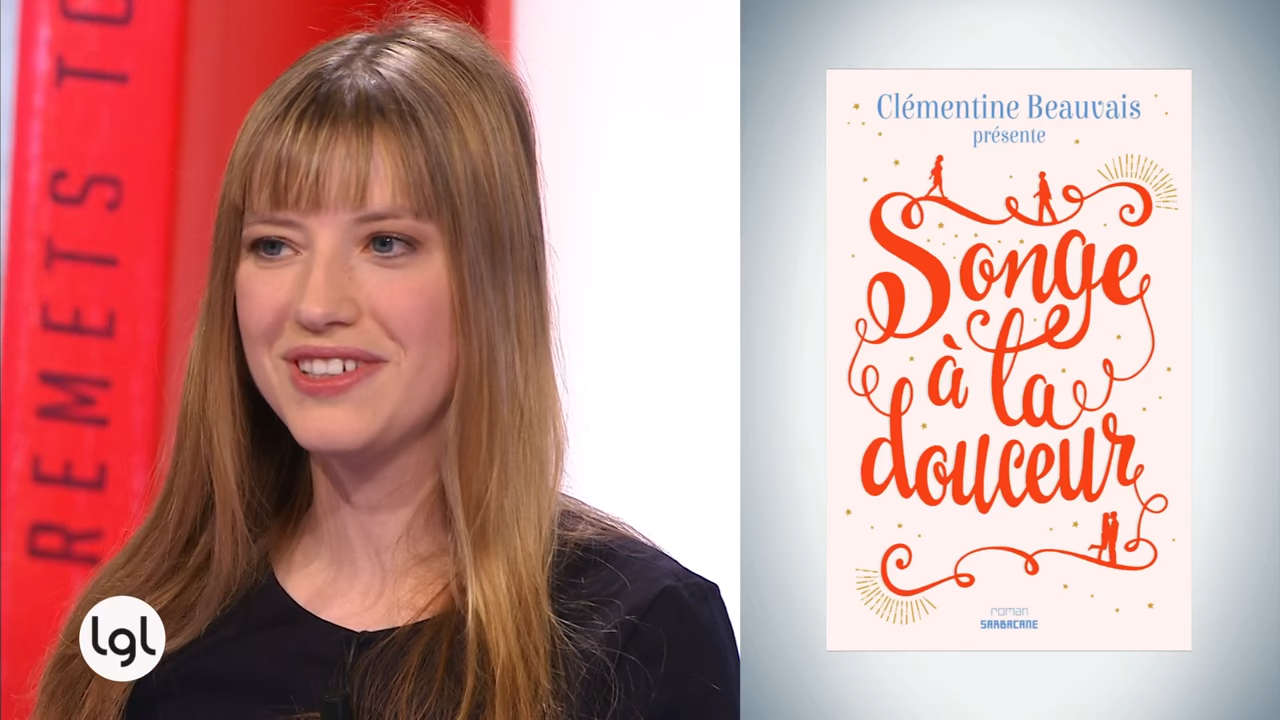 REMETS TO
lgl
Clémentine Beauvais
présente
Songe
à la
douceur
roman
SARBACANE